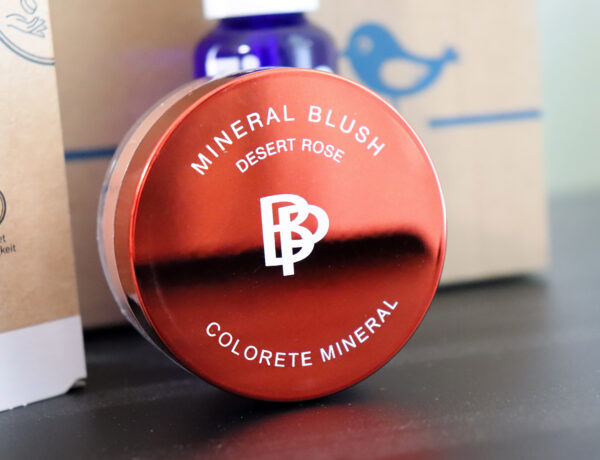 MINERAL BLUSH
DESERT ROSE
BP
COLORETE MINERAL